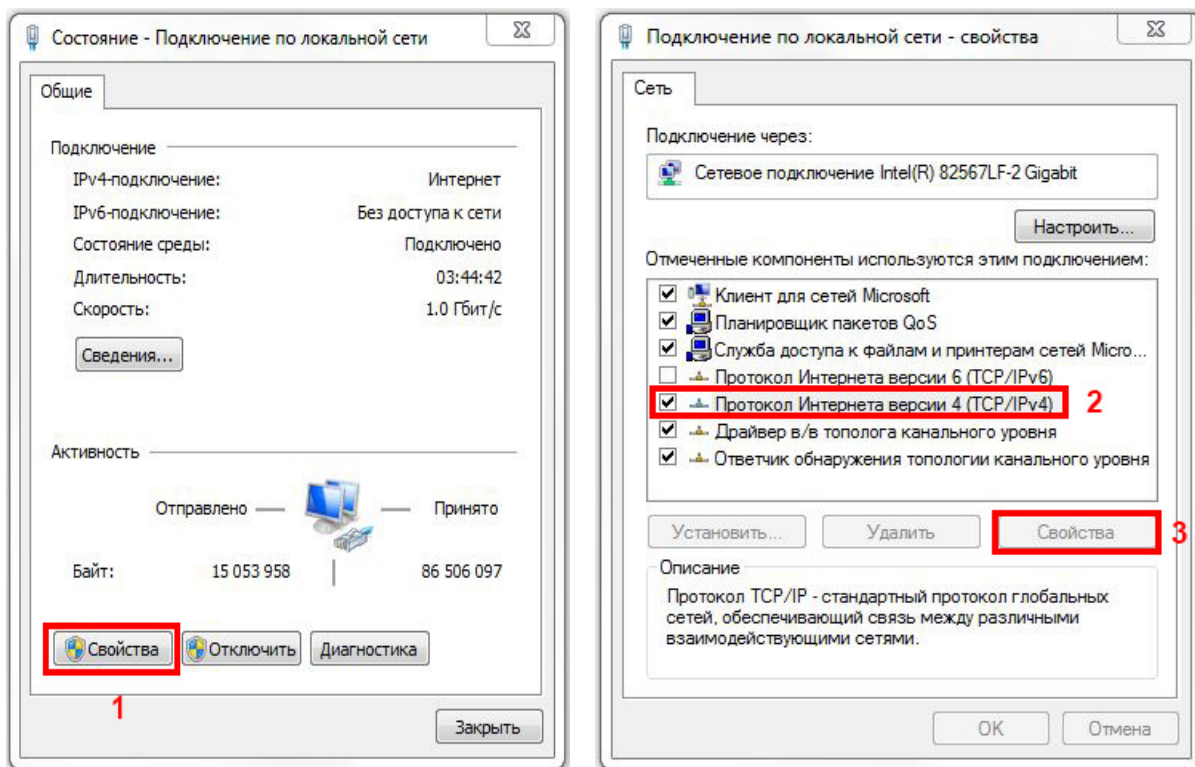 Состояние - Подключение по локальной сети
Общие
Подключение
IPv4-подключение: Интернет
IPv6-подключение: Без доступа к сети
Состояние среды: Подключено
Длительность: 03:44:42
Скорость: 1.0 Гбит/с
Сведения...
Активность
Отправлено — Принято
Байт: 15 053 958 86 506 097
Свойства Отключить Диагностика
1
Закрыть
Подключение по локальной сети - свойства
Сеть
Подключение через:
Сетевое подключение Intel(R) 82567LF-2 Gigabit
Настроить...
Отмеченные компоненты используются этим подключением:
Клиент для сетей Microsoft
Планировщик пакетов QoS
Служба доступа к файлам и принтерам сетей Micro...
Протокол Интернета версии 6 (TCP/IPv6)
Протокол Интернета версии 4 (TCP/IPv4) 2
Драйвер в/в тополога канального уровня
Ответчик обнаружения топологии канального уровня
Установить... Удалить Свойства 3
Описание
Протокол TCP/IP - стандартный протокол глобальных
сетей, обеспечивающий связь между различными
взаимодействующими сетями.
OK Отмена